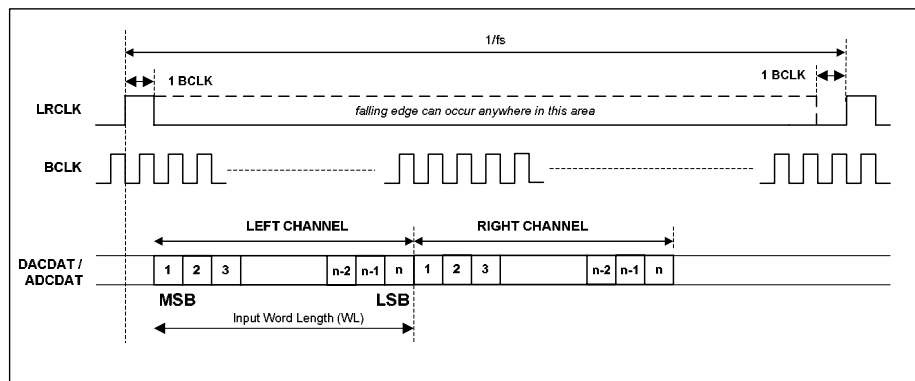 1/fs
1 BCLK
1 BCLK
LRCLK
falling edge can occur anywhere in this area
BCLK
LEFT CHANNEL
RIGHT CHANNEL
DACDAT /
ADCDAT
1 2 3 n-2 n-1 n 1 2 3 n-2 n-1 n
MSB
LSB
Input Word Length (WL)